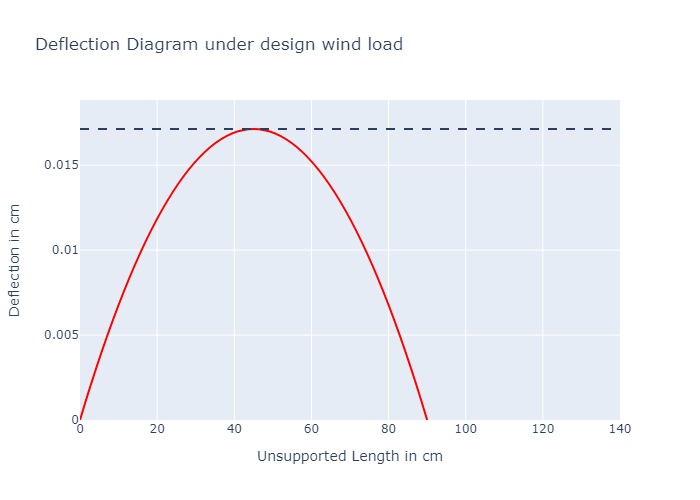 Deflection Diagram under design wind load
0.015
0.01
0.005
0
0 20 40 60 80 100 120 140
Deflection in cm
Unsupported Length in cm